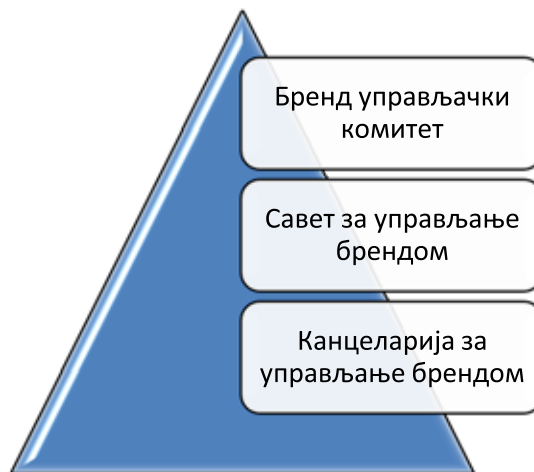 Бренд управљачки
комитет
Савет за управљање
брендом
Канцеларија за
управљање брендом